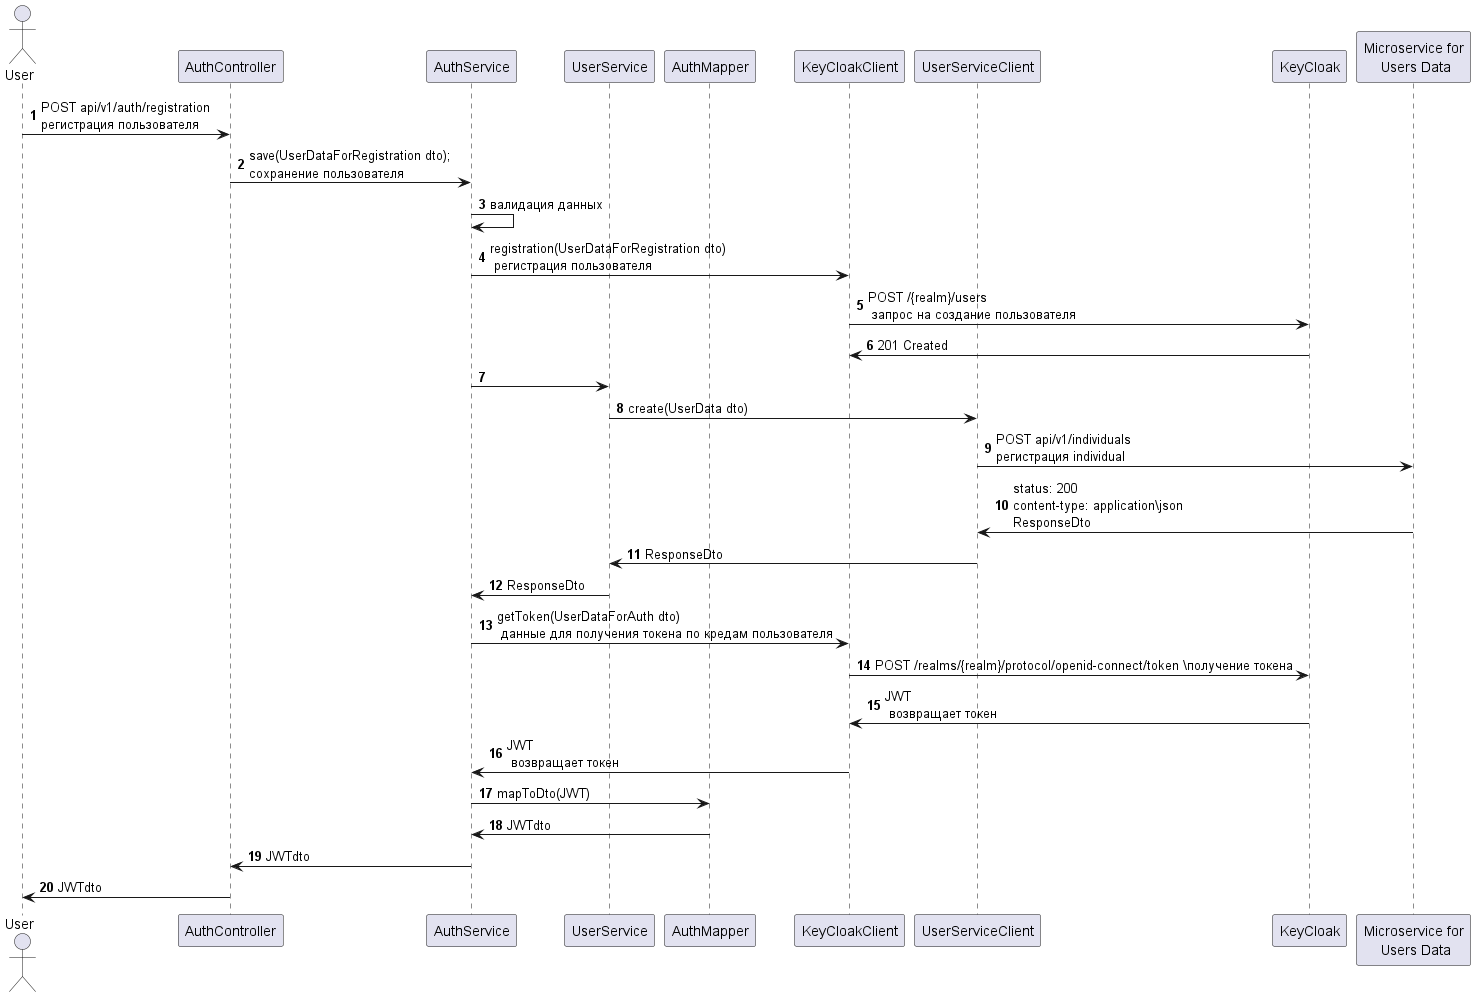 User
AuthController
AuthService
UserService
AuthMapper
KeyCloakClient
UserServiceClient
KeyCloak
Microservice for
Users Data
1 POST api/v1/auth/registration
регистрация пользователя
2 save(UserDataForRegistration dto);
сохранение пользователя
3 валидация данных
4 registration(UserDataForRegistration dto)
регистрация пользователя
5 POST /{realm}/users
запрос на создание пользователя
6 201 Created
7
8 create(UserData dto)
9 POST api/v1/individuals
регистрация individual
status: 200
10 content-type: application\json
ResponseDto
11 ResponseDto
12 ResponseDto
13 getToken(UserDataForAuth dto)
данные для получения токена по кредам пользователя
14 POST /realms/{realm}/protocol/openid-connect/token \получение токена
15 JWT
возвращает токен
16 JWT
возвращает токен
17 mapToDto(JWT)
18 JWTdto
19 JWTdto
20 JWTdto
User
AuthController
AuthService
UserService
AuthMapper
KeyCloakClient
UserServiceClient
KeyCloak
Microservice for
Users Data